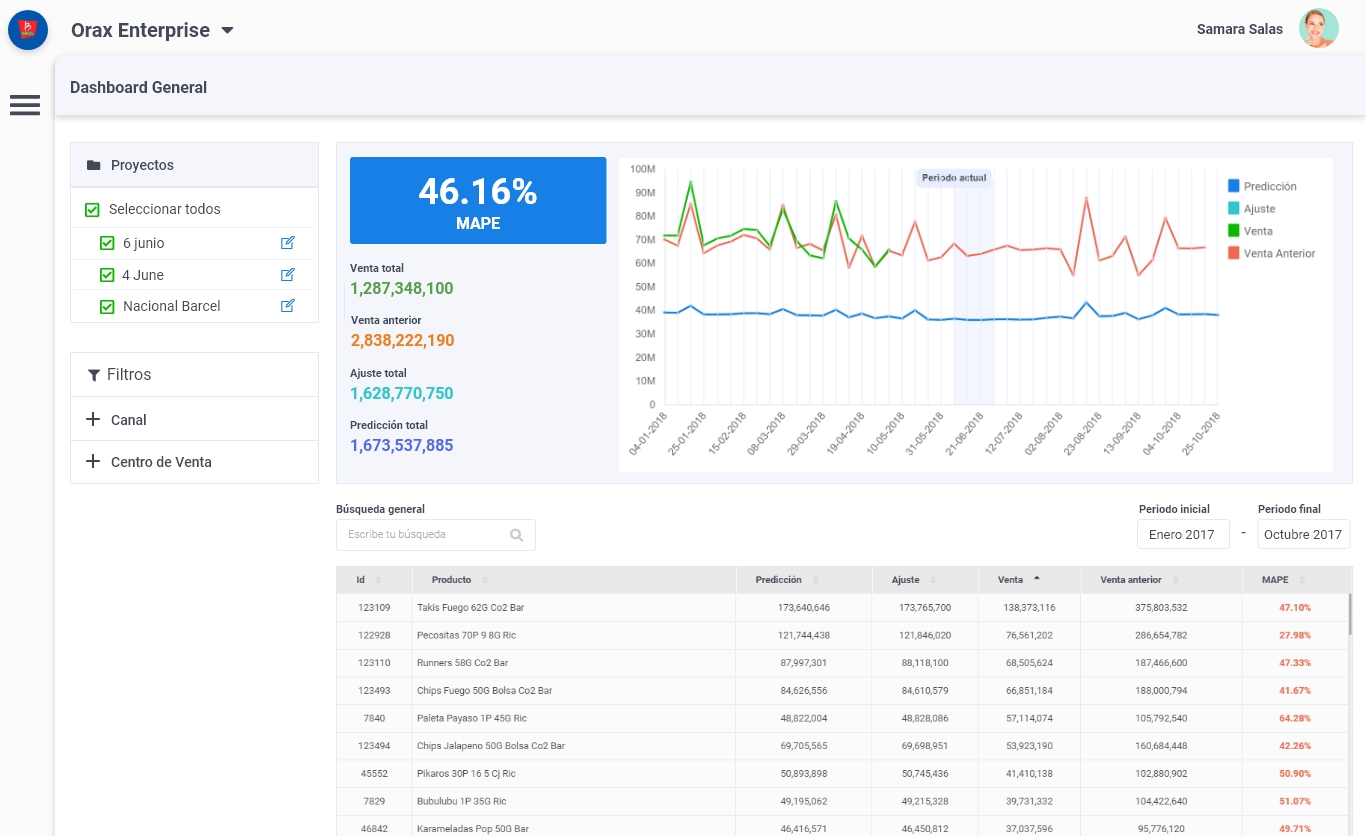 Orax Enterprise
Samara Salas
Dashboard General
Proyectos
Seleccionar todos
6 junio
4 June
Nacional Barcel
Filtros
Canal
Centro de Venta
46.16%
MAPE
Venta total
1,287,348,100
Venta anterior
2,838,222,190
Ajuste total
1,628,770,750
Predicción total
1,673,537,885
100M
90M
80M
70M
60M
50M
40M
30M
20M
10M
0
Periodo actual
04-01-2018
25-01-2018
15-02-2018
08-03-2018
29-03-2018
19-04-2018
10-05-2018
31-05-2018
21-06-2018
12-07-2018
02-08-2018
23-08-2018
13-09-2018
04-10-2018
25-10-2018
Predicción
Ajuste
Venta
Venta Anterior
Búsqueda general
Escribe tu búsqueda
Periodo inicial
Enero 2017
-
Periodo final
Octubre 2017
Id Producto Predicción Ajuste Venta Venta anterior MAPE
123109 Takis Fuego 62G Co2 Bar 173,640,646 173,765,700 138,373,116 375,803,532 47.10%
122928 Pecositas 70P 9 8G Ric 121,744,438 121,846,020 76,561,202 286,654,782 27.98%
123110 Runners 58G Co2 Bar 87,997,301 88,118,100 68,505,624 187,466,600 47.33%
123493 Chips Fuego 50G Bolsa Co2 Bar 84,626,556 84,610,579 66,851,184 188,000,794 41.67%
7840 Paleta Payaso 1P 45G Ric 48,822,004 48,828,086 57,114,074 105,792,540 64.28%
123494 Chips Jalapeno 50G Bolsa Co2 Bar 69,705,565 69,698,951 53,923,190 160,684,448 42.26%
45552 Pikaros 30P 16 5 Cj Ric 50,893,898 50,745,436 41,410,138 102,880,902 50.90%
7829 Bubulubu 1P 35G Ric 49,195,062 49,215,328 39,731,332 104,422,640 51.07%
46842 Karameladas Pop 50G Bar 46,416,571 46,450,812 37,037,596 95,776,120 49.71%